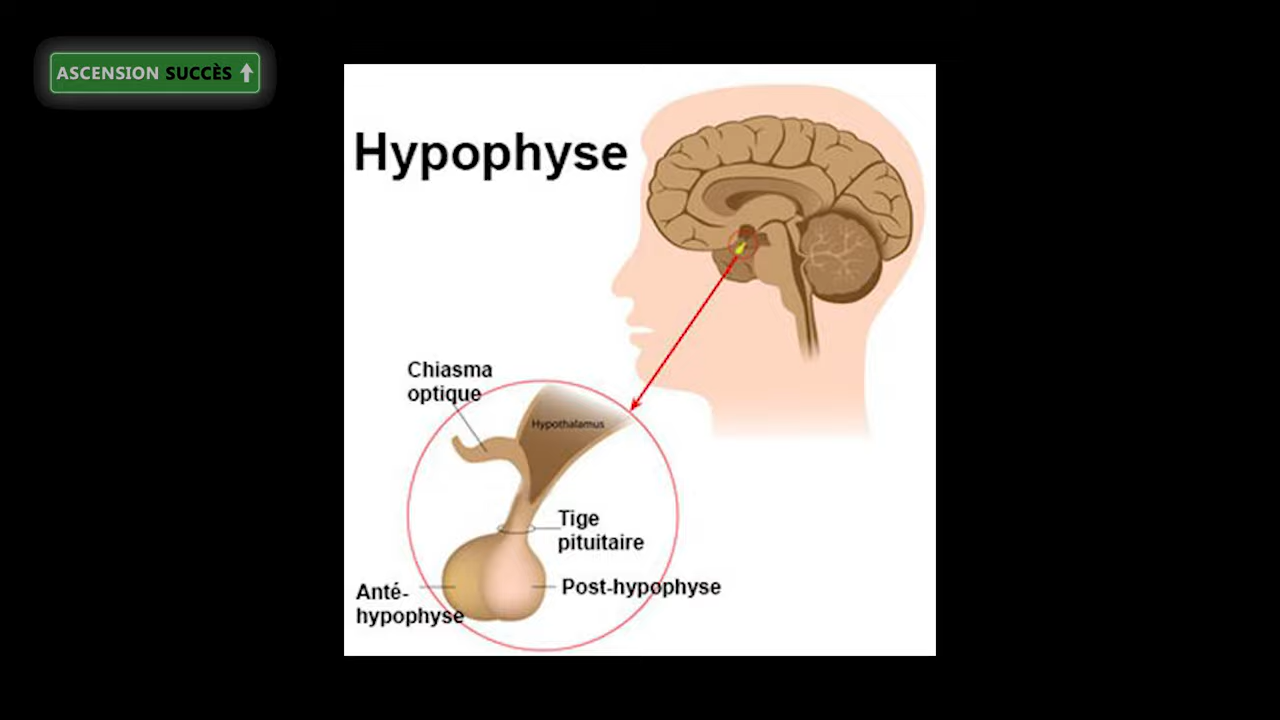 ASCENSION SUCCÈS
Hypophyse
Chiasma
optique
Hypothalamus
Tige
pituitaire
Post-hypophyse
Anté-
hypophyse